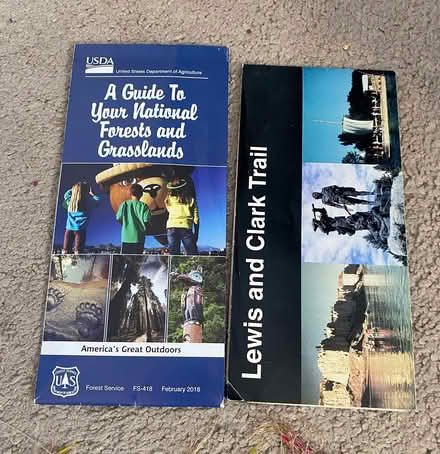 USDA
United States Department of Agriculture
A Guide To
Your National
Forests and
Grasslands
America's Great Outdoors
Forest Service FS-418 February 2018
U S
Lewis and Clark Trail